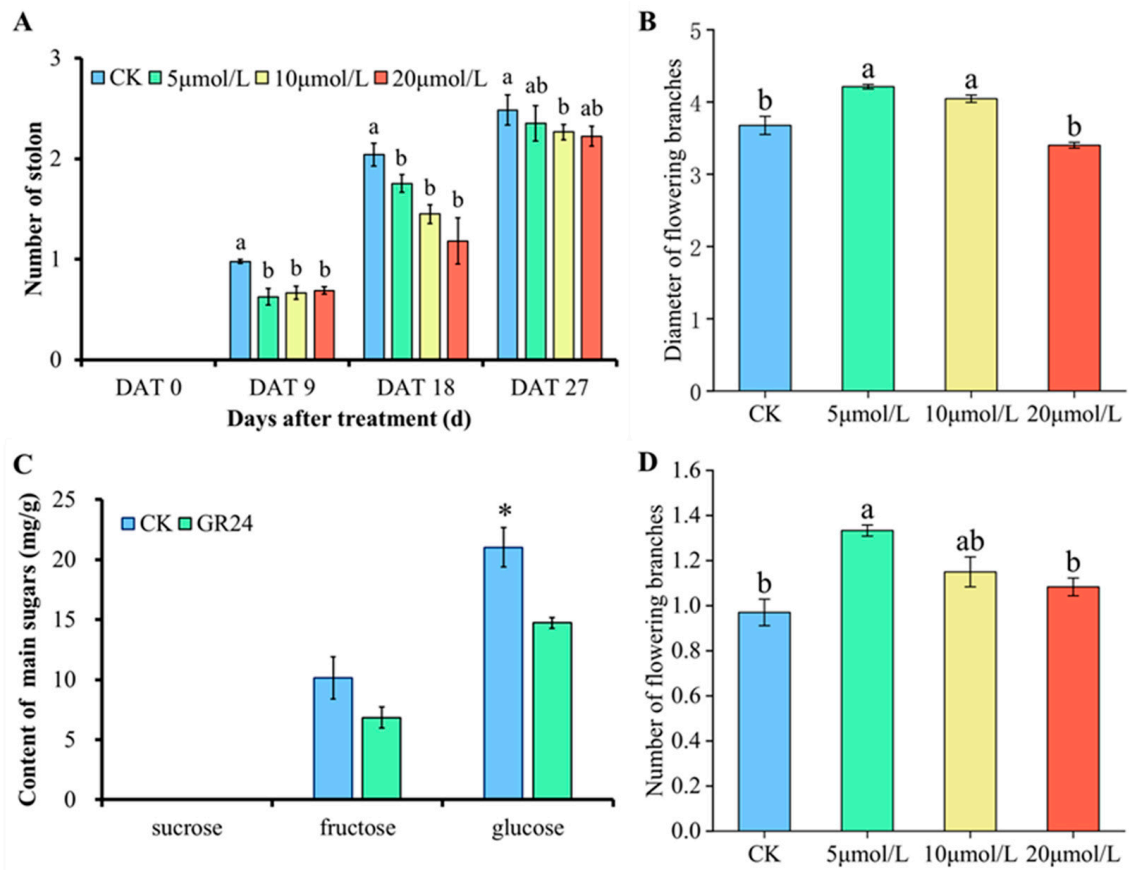 A
Number of stolon
3
2
1
0
CK 5μmol/L 10μmol/L 20μmol/L
a b b b
a b b b
a ab b ab
DAT 0 DAT 9 DAT 18 DAT 27
Days after treatment (d)
B
Diameter of flowering branches
5
4
3
2
1
0
b a a b
CK 5μmol/L 10μmol/L 20μmol/L
C
Content of main sugars (mg/g)
25
20
15
10
5
0
CK GR24
*
sucrose fructose glucose
D
Number of flowering branches
1.6
1.4
1.2
1.0
0.8
0.6
0.4
0.2
0.0
b a ab b
CK 5μmol/L 10μmol/L 20μmol/L